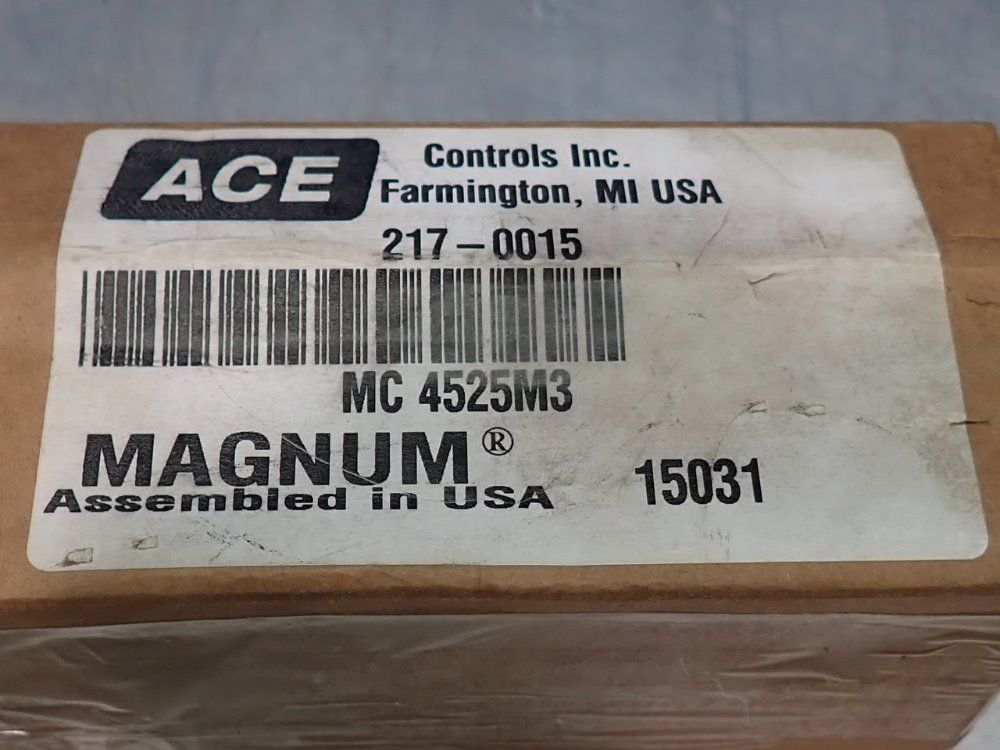 ACE
Controls Inc.
Farmington, MI USA
217-0015
MC 4525M3
MAGNUM®
Assembled in USA
15031